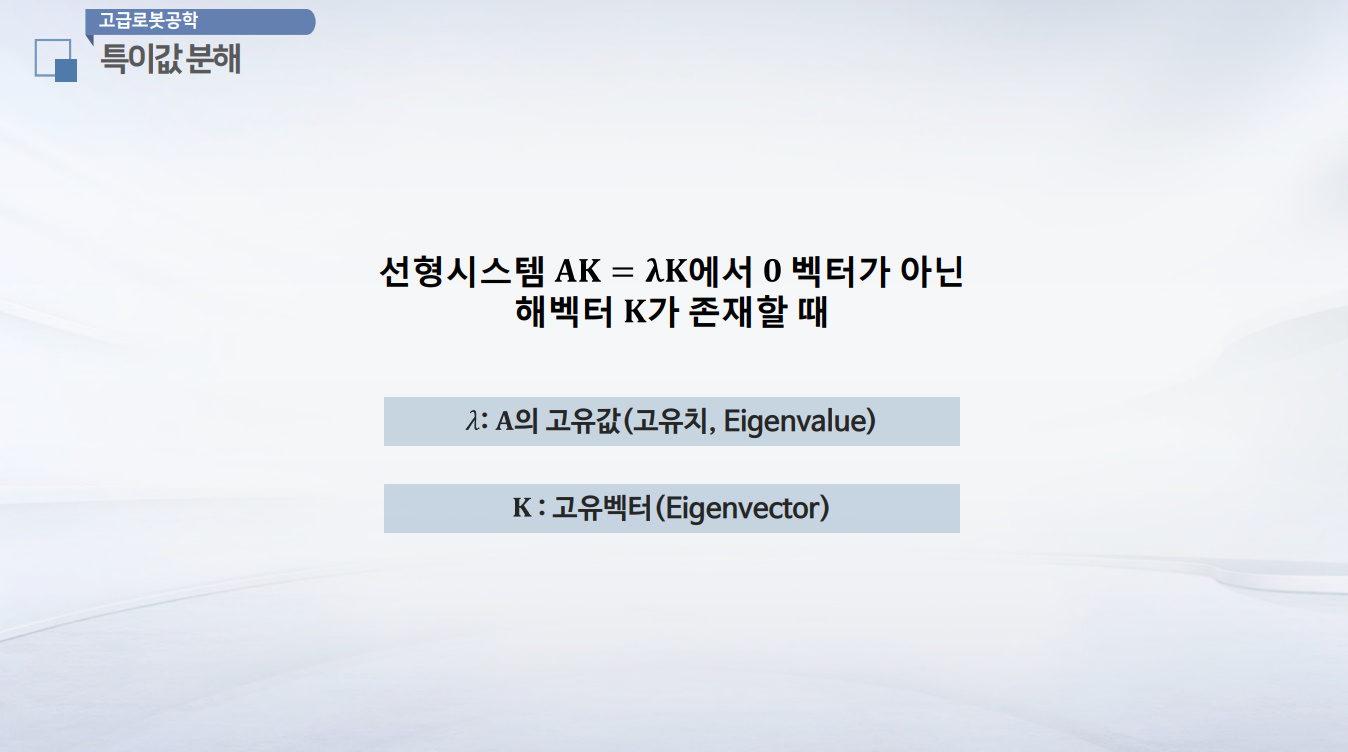 고급로봇공학
특이값 분해
선형시스템 AK = λK에서 0 벡터가 아닌
해벡터 K가 존재할 때
λ: A의 고유값(고유치, Eigenvalue)
K : 고유벡터(Eigenvector)